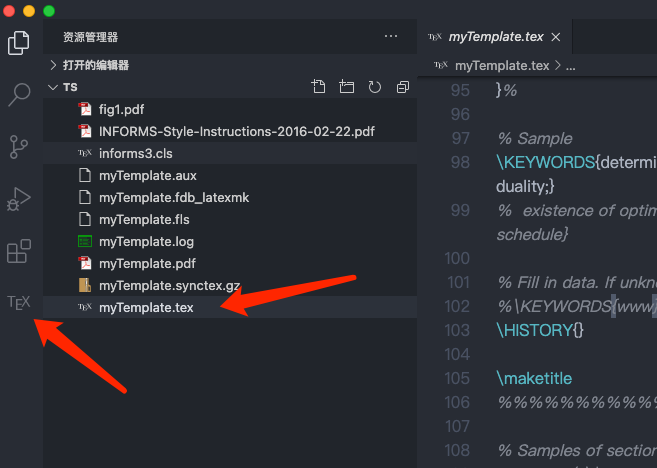 资源管理器
···
打开的编辑器
TS
fig1.pdf
INFORMS-Style-Instructions-2016-02-22.pdf
TEX informs3.cls
myTemplate.aux
myTemplate.fdb_latexmk
myTemplate.fls
myTemplate.log
myTemplate.pdf
myTemplate.synctex.gz
TEX myTemplate.tex
TEX
TEX myTemplate.tex ×
TEX myTemplate.tex > ...
95 }%
96
97 % Sample
98 \KEYWORDS{determi
duality;}
99 % existence of optim
schedule}
100
101 % Fill in data. If unkn
102 %\KEYWORDS{www}
103 \HISTORY{}
104
105 \maketitle
106 %%%%%%%%%%%%
107
108 % Samples of section